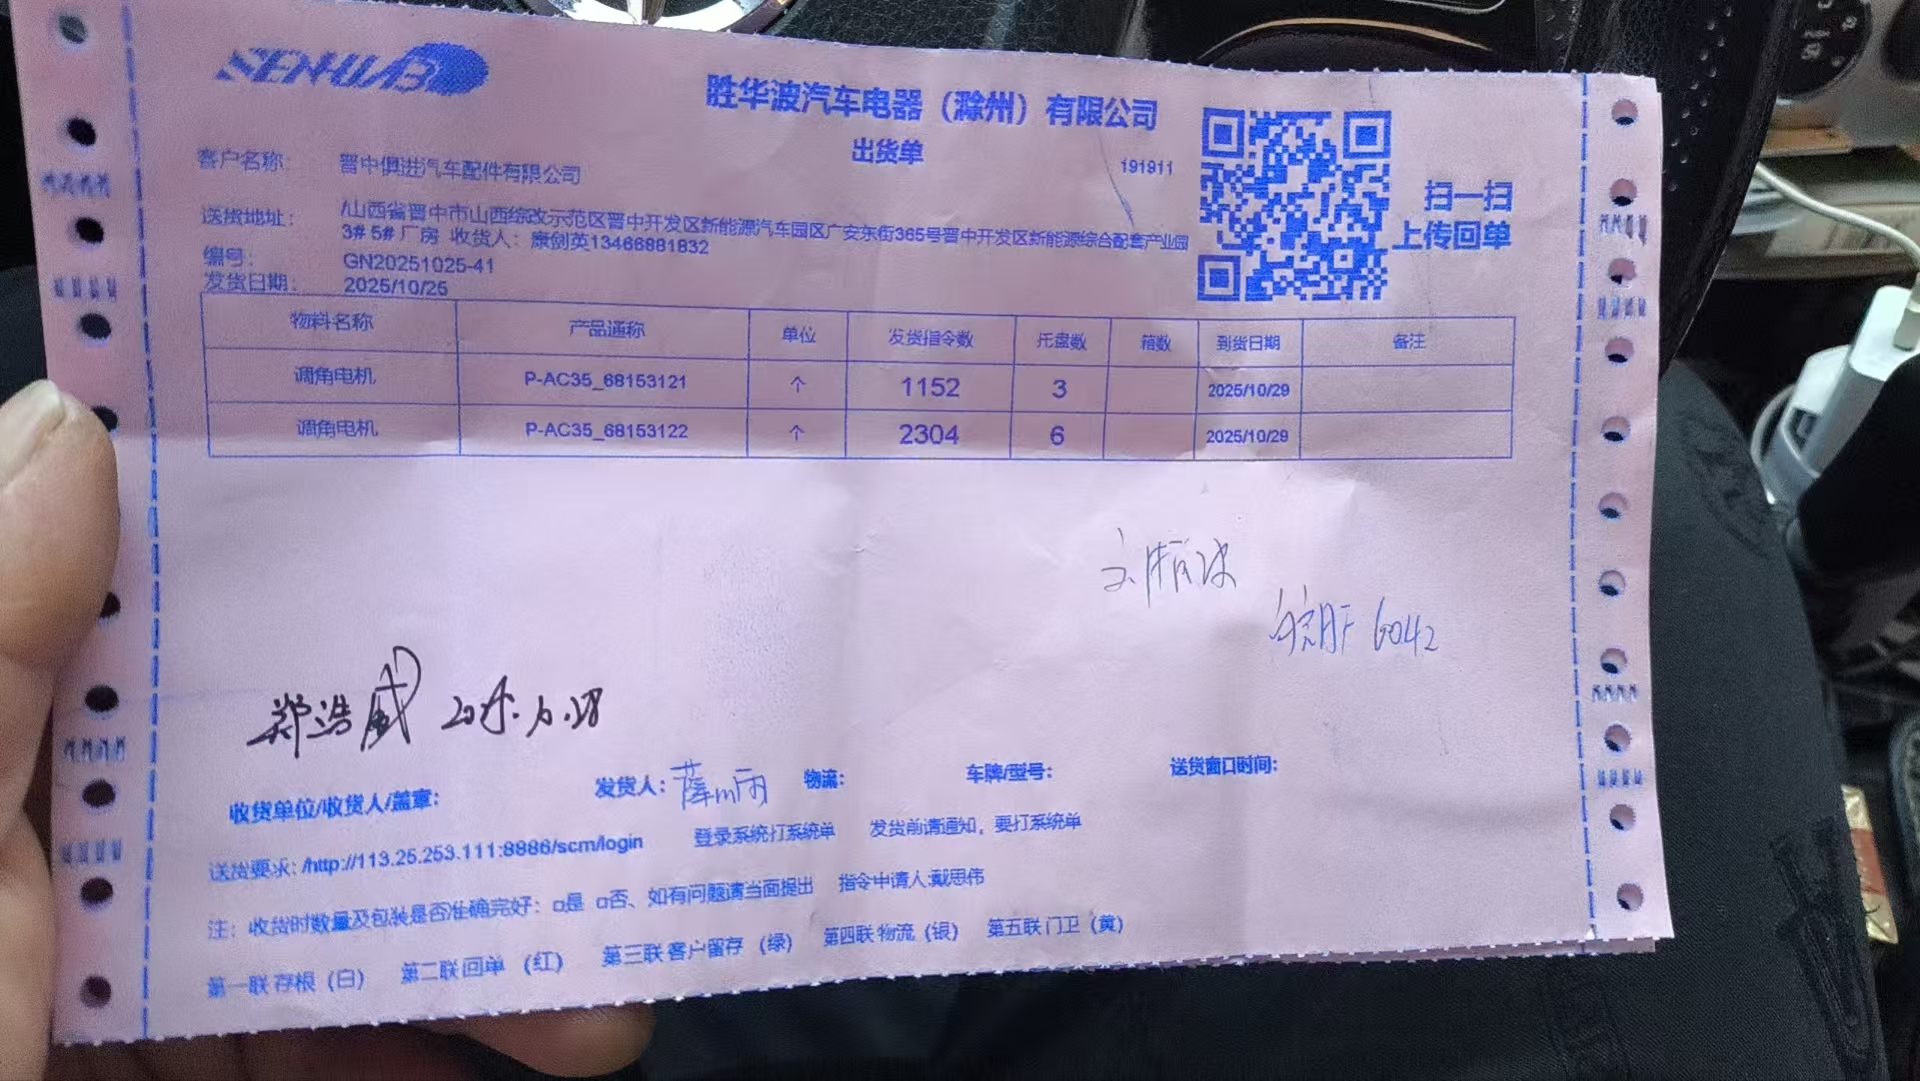 SENHUAB
胜华波汽车电器（滁州）有限公司
出货单
191911
扫一扫
上传回单
客户名称： 晋中俱进汽车配件有限公司
送货地址： /山西省晋中市山西综改示范区晋中开发区新能源汽车园区广安东街365号晋中开发区新能源综合配套产业园
3# 5# 厂房 收货人：康剑英13466881832
编号： GN20251025-41
发货日期： 2025/10/25
物料名称 产品通称 单位 发货指令数 托盘数 箱数 到货日期 备注
调角电机 P-AC35_68153121 个 1152 3 2025/10/29
调角电机 P-AC35_68153122 个 2304 6 2025/10/29
6042
郑浩威 2025.10.28
收货单位/收货人/盖章： 发货人： 物流： 车牌/型号： 送货窗口时间：
送货要求: /http://113.25.253.111:8886/scm/login 登录系统打系统单 发货前请通知，要打系统单
注：收货时数量及包装是否准确完好：□是 □否、如有问题请当面提出 指令申请人:戴思伟
第一联 存根（白） 第二联 回单 （红） 第三联 客户留存 （绿） 第四联 物流（银） 第五联 门卫（黄）